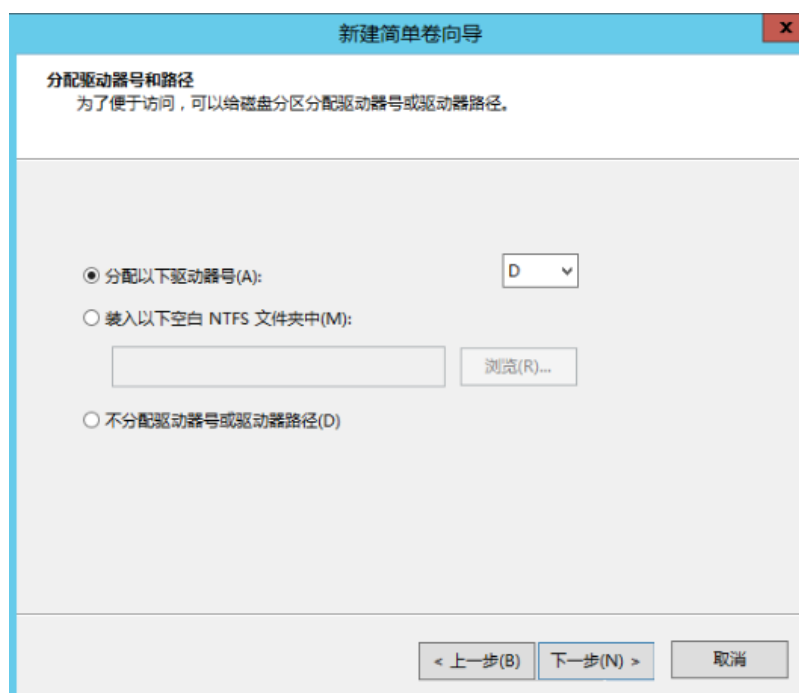 新建简单卷向导
x
分配驱动器号和路径
为了便于访问，可以给磁盘分区分配驱动器号或驱动器路径。
分配以下驱动器号(A):
D
装入以下空白 NTFS 文件夹中(M):
浏览(R)...
不分配驱动器号或驱动器路径(D)
< 上一步(B)
下一步(N) >
取消